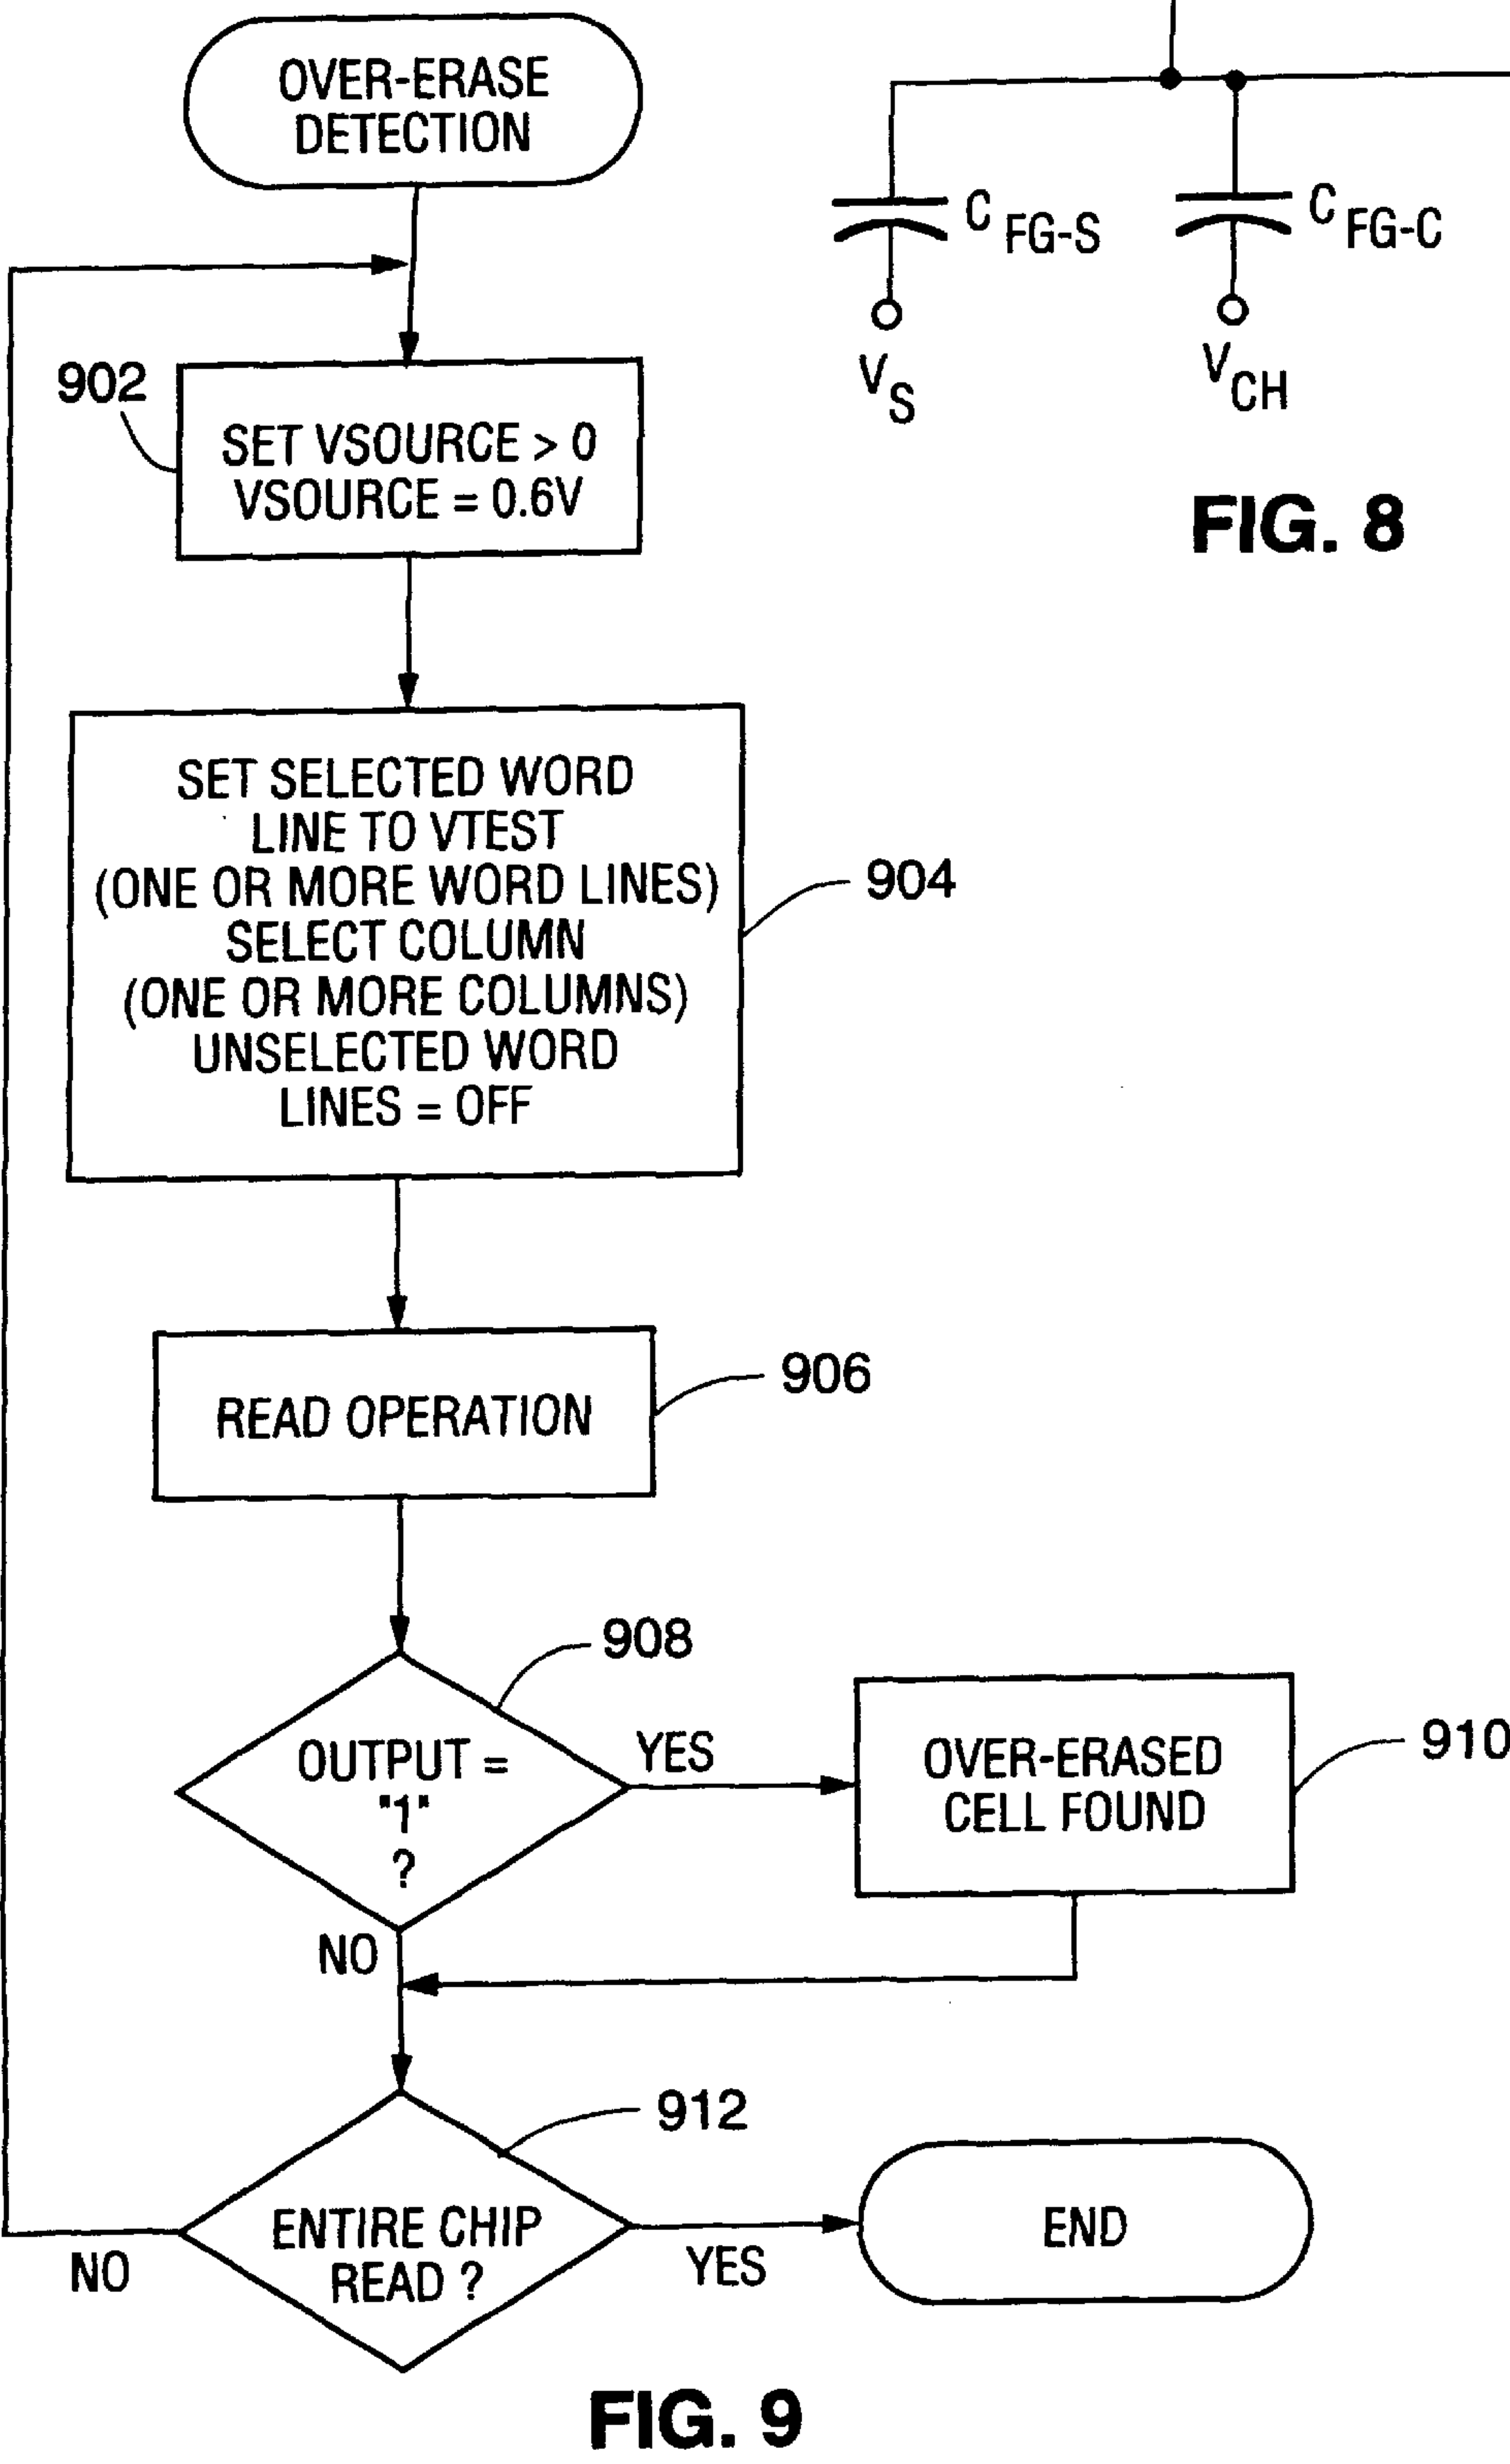 OVER-ERASE
DETECTION
C FG-S
C FG-C
V S
V CH
FIG. 8
902
SET VSOURCE > 0
VSOURCE = 0.6V
SET SELECTED WORD
LINE TO VTEST
(ONE OR MORE WORD LINES)
SELECT COLUMN
(ONE OR MORE COLUMNS)
UNSELECTED WORD
LINES = OFF
904
READ OPERATION
906
908
OUTPUT =
"1"
?
YES
NO
OVER-ERASED
CELL FOUND
910
912
ENTIRE CHIP
READ ?
NO
YES
END
FIG. 9